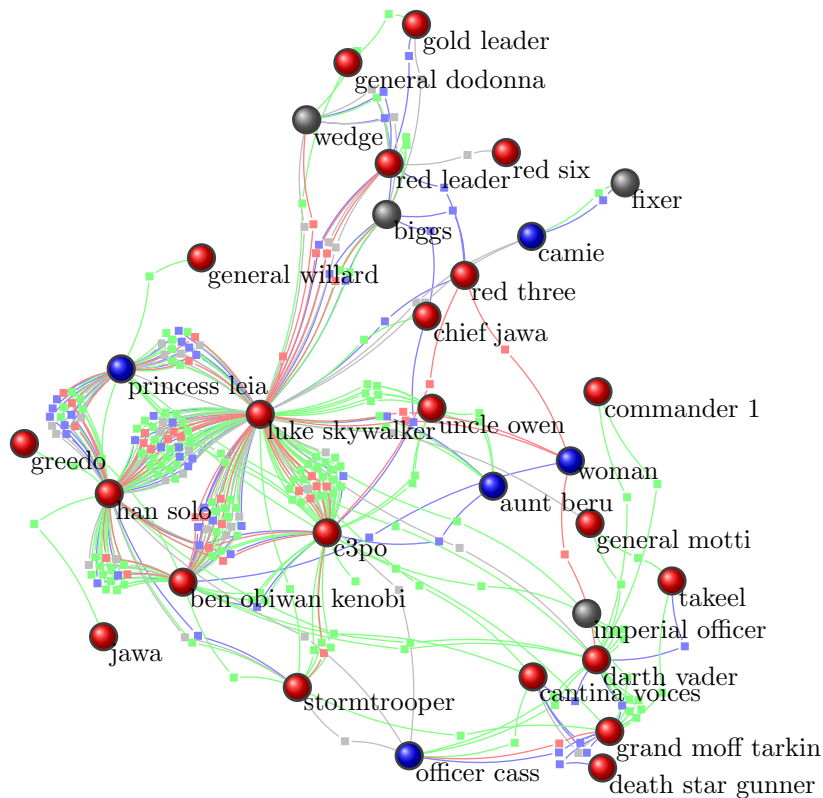 gold leader
general dodonna
wedge
red six
red leader
fixer
biggs
camie
general willard
red three
chief jawa
princess leia
commander 1
uncle owen
luke skywalker
greedo
woman
aunt beru
han solo
general motti
c3po
takeel
ben obiwan kenobi
imperial officer
jawa
darth vader
cantina voices
stormtrooper
grand moff tarkin
officer cass
death star gunner